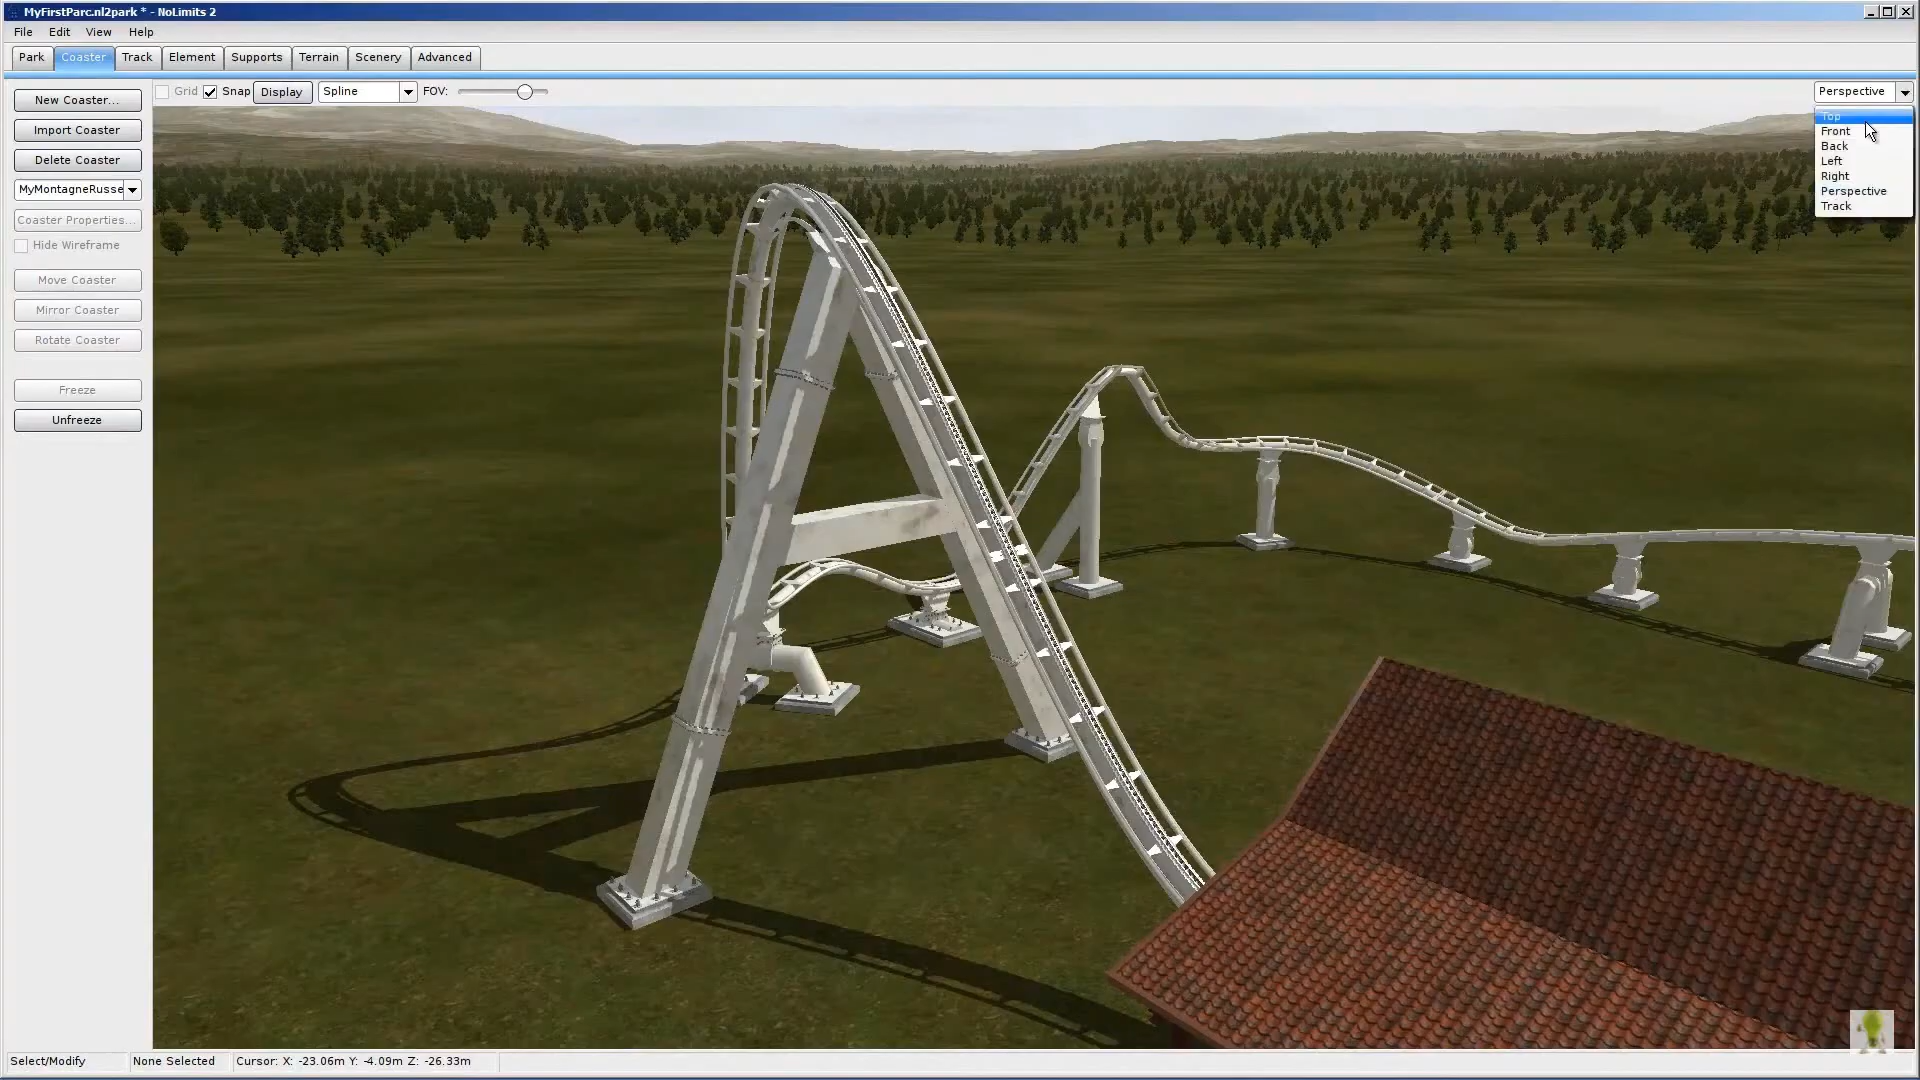 MyFirstParc.nl2park * - NoLimits 2
File Edit View Help
Park Coaster Track Element Supports Terrain Scenery Advanced
New Coaster... Grid Snap Display Spline FOV: Perspective
Top
Import Coaster Front
Back
Delete Coaster Left
Right
MyMontagneRusse Perspective
Track
Coaster Properties...
Hide Wireframe
Move Coaster
Mirror Coaster
Rotate Coaster
Freeze
Unfreeze
Select/Modify None Selected Cursor: X: -23.06m Y: -4.09m Z: -26.33m